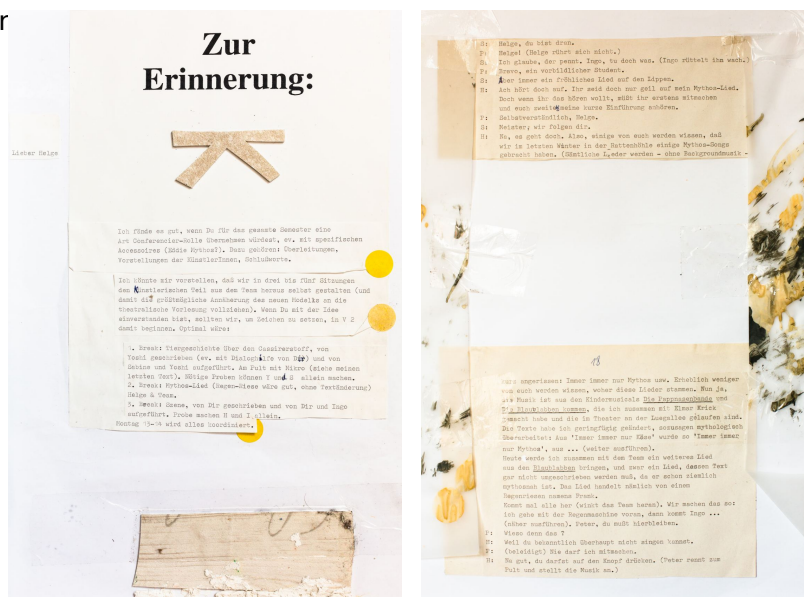 Zur
Erinnerung:
Lieber Helge
Ich fände es gut, wenn Du für das gesamte Semester eine
Art Conferencier-Rolle übernehmen würdest, ev. mit spezifischen
Accessoires (Eddie Mythos?). Dazu gehören: Überleitungen,
Vorstellungen der KünstlerInnen, Schlußworte.
Ich könnte mir vorstellen, daß wir in drei bis fünf Sitzungen
den künstlerischen Teil aus dem Team heraus selbst gestalten (und
damit die größtmögliche Annäherung des neuen Modells an die
theatralische Vorlesung vollziehen). Wenn Du mit der Idee
einverstanden bist, sollten wir, um Zeichen zu setzen, in V 2
damit beginnen. Optimal wäre:
1. Break: Tiergeschichte über den Cassirerstoff, von
Yoshi geschrieben (ev. mit Dialoghilfe von Dir) und von
Sabine und Yoshi aufgeführt. Am Pult mit Mikro (siehe meinen
letzten Text). Nötige Proben können Y und S allein machen.
2. Break: Mythos-Lied (Regen-Riese wäre gut, ohne Textänderung)
Helge & Team.
3. Break: Szene, von Dir geschrieben und von Dir und Ingo
aufgeführt. Probe machen H und I allein.
Montag 13-14 wird alles koordiniert.
S: Helge, du bist dran.
P: Helge! (Helge rührt sich nicht.)
S: Ich glaube, der pennt. Ingo, tu doch was. (Ingo rüttelt ihn wach.)
P: Bravo, ein vorbildlicher Student.
S: Aber immer ein fröhliches Lied auf den Lippen.
H: Ach hört doch auf. Ihr seid doch nur geil auf mein Mythos-Lied.
Doch wenn ihr das hören wollt, müßt ihr erstens mitmachen
und euch zweitens meine kurze Einführung anhören.
P: Selbstverständlich, Helge.
S: Meister, wir folgen dir.
H: Na, es geht doch. Also, einige von euch werden wissen, daß
wir im letzten Winter in der Rattenhöhle einige Mythos-Songs
gebracht haben. (Sämtliche Lieder werden - ohne Backgroundmusik -
18
kurz angerissen: Immer immer nur Mythos usw. Erheblich weniger
von euch werden wissen, woher diese Lieder stammen. Nun ja,
die Musik ist aus den Kindermusicals Die Pappnasenbande und
Die Blaublabben kommen, die ich zusammen mit Elmar
gemacht habe und die im Theater an der Luegallee gelaufen sind.
Die Texte habe ich geringfügig geändert, sozusagen mythologisch
überarbeitet: Aus 'Immer immer nur Käse' wurde so 'Immer immer
nur Mythos', aus ... (weiter ausführen).
Heute werde ich zusammen mit dem Team ein weiteres Lied
aus den Blaublabben bringen, und zwar ein Lied, dessen Text
gar nicht umgeschrieben werden muß, da er schon ziemlich
mythosnah ist. Das Lied handelt nämlich von einem
Regenriesen namens Frank.
Kommt mal alle her (winkt das Team heran). Wir machen das so:
ich gehe mit der Regenmaschine voran, dann kommt Ingo ...
(näher ausführen). Peter, du mußt hierbleiben.
P: Wieso denn das ?
H: Weil du bekanntlich überhaupt nicht singen kannst.
P: (beleidigt) Nie darf ich mitmachen.
H: Na gut, du darfst auf den Knopf drücken. (Peter rennt zum
Pult und stellt die Musik an.)